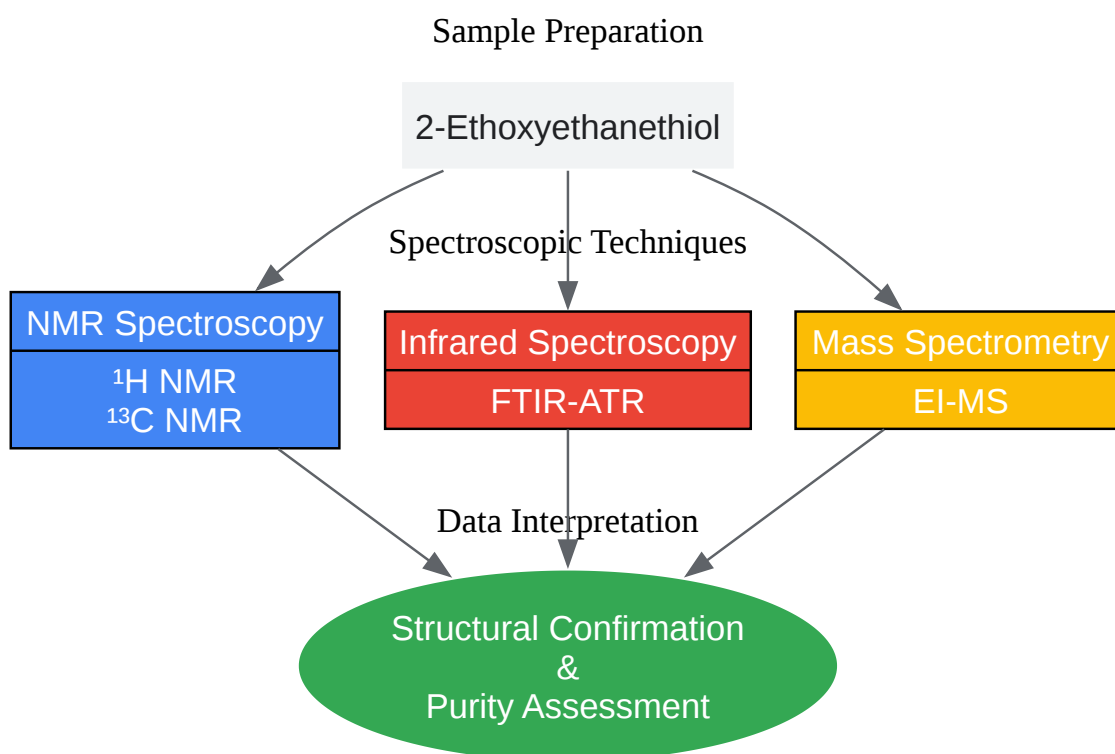 Sample Preparation
2-Ethoxyethanethiol
Spectroscopic Techniques
NMR Spectroscopy
¹H NMR
¹³C NMR
Infrared Spectroscopy
FTIR-ATR
Mass Spectrometry
EI-MS
Data Interpretation
Structural Confirmation
&
Purity Assessment